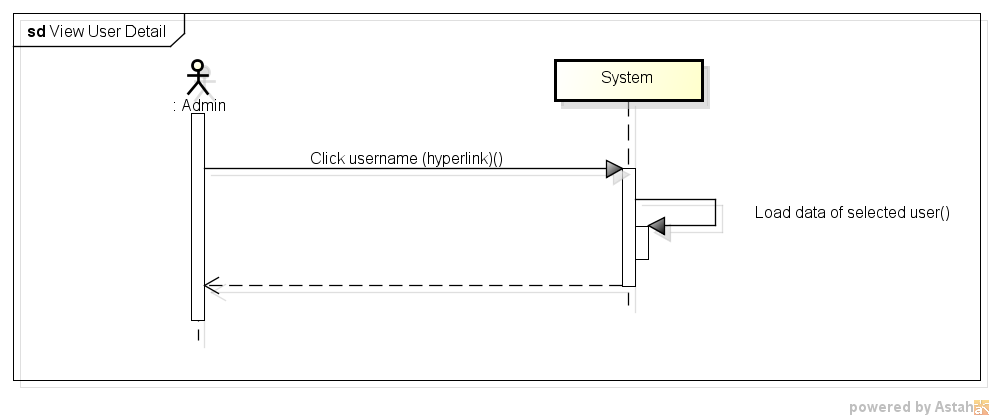 sd View User Detail
: Admin
System
Click username (hyperlink)()
Load data of selected user()
powered by Astah